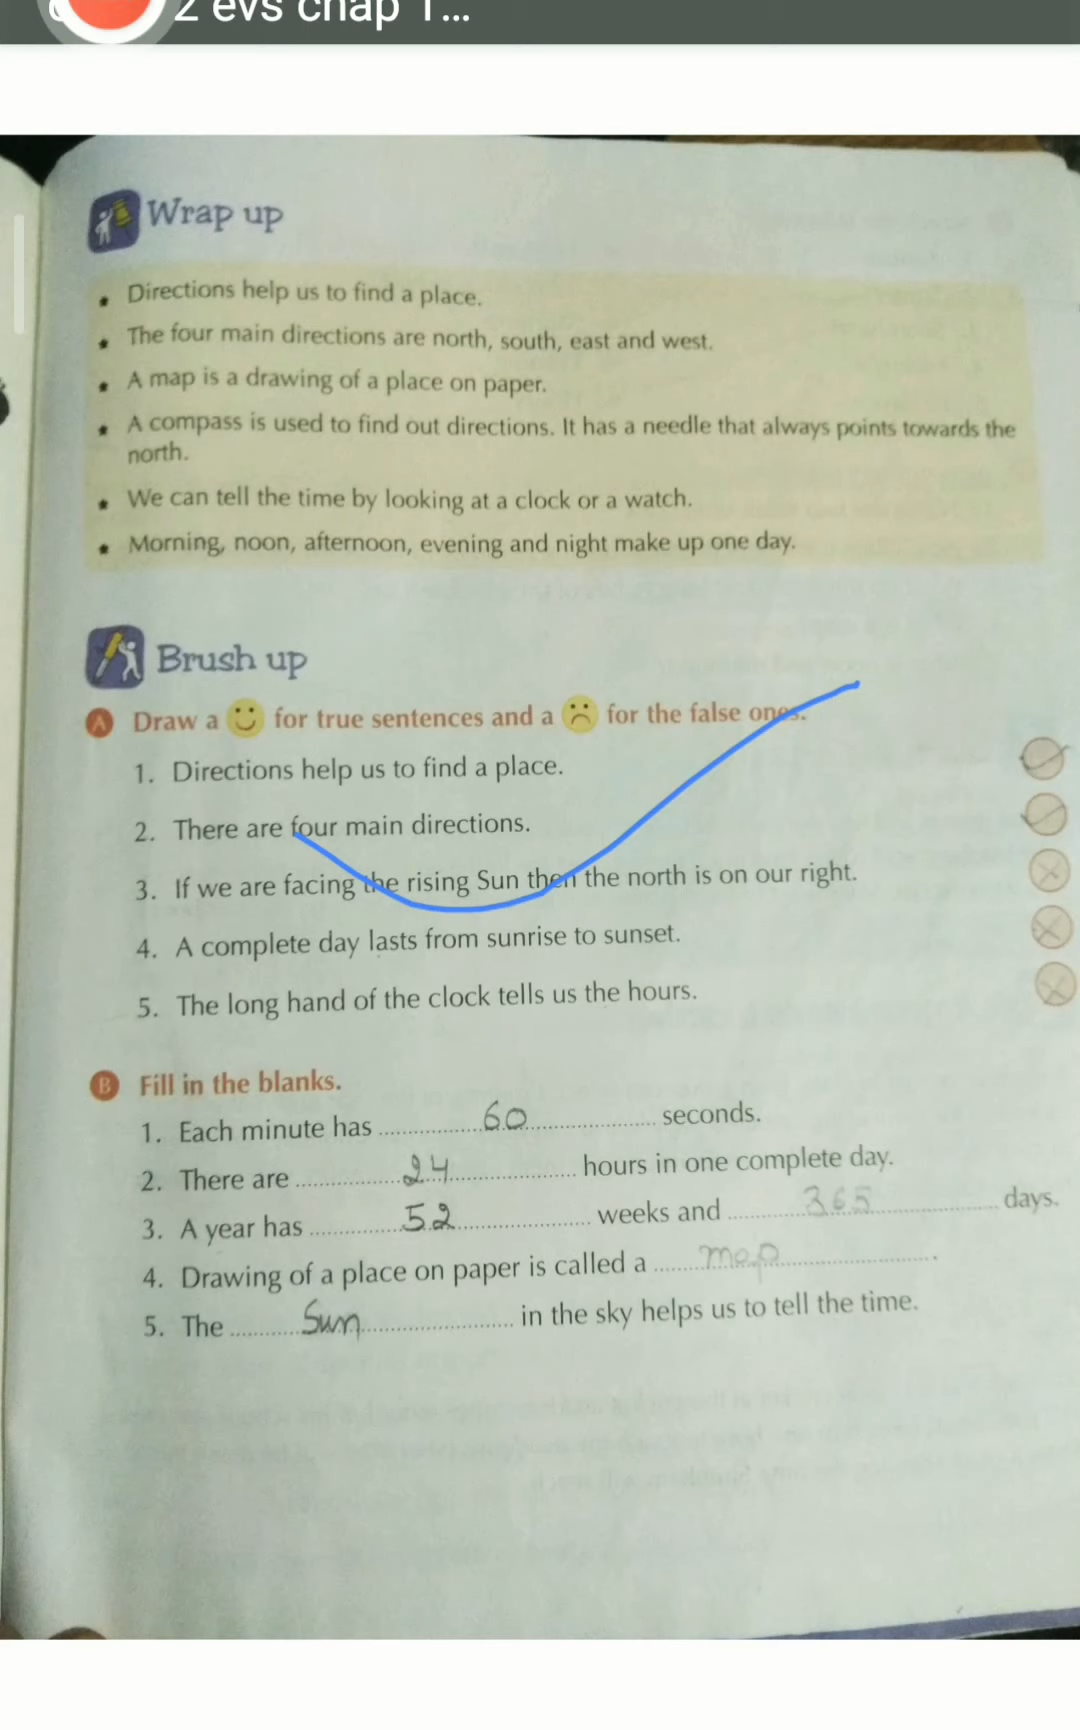 2 evs chap 1...
Wrap up
Directions help us to find a place.
The four main directions are north, south, east and west.
A map is a drawing of a place on paper.
A compass is used to find out directions. It has a needle that always points towards the
north.
We can tell the time by looking at a clock or a watch.
Morning, noon, afternoon, evening and night make up one day.
Brush up
A Draw a for true sentences and a for the false ones.
1. Directions help us to find a place.
2. There are four main directions.
3. If we are facing the rising Sun then the north is on our right.
4. A complete day lasts from sunrise to sunset.
5. The long hand of the clock tells us the hours.
B Fill in the blanks.
1. Each minute has 60 seconds.
2. There are 24 hours in one complete day.
3. A year has 52 weeks and 365 days.
4. Drawing of a place on paper is called a map.
5. The Sun in the sky helps us to tell the time.